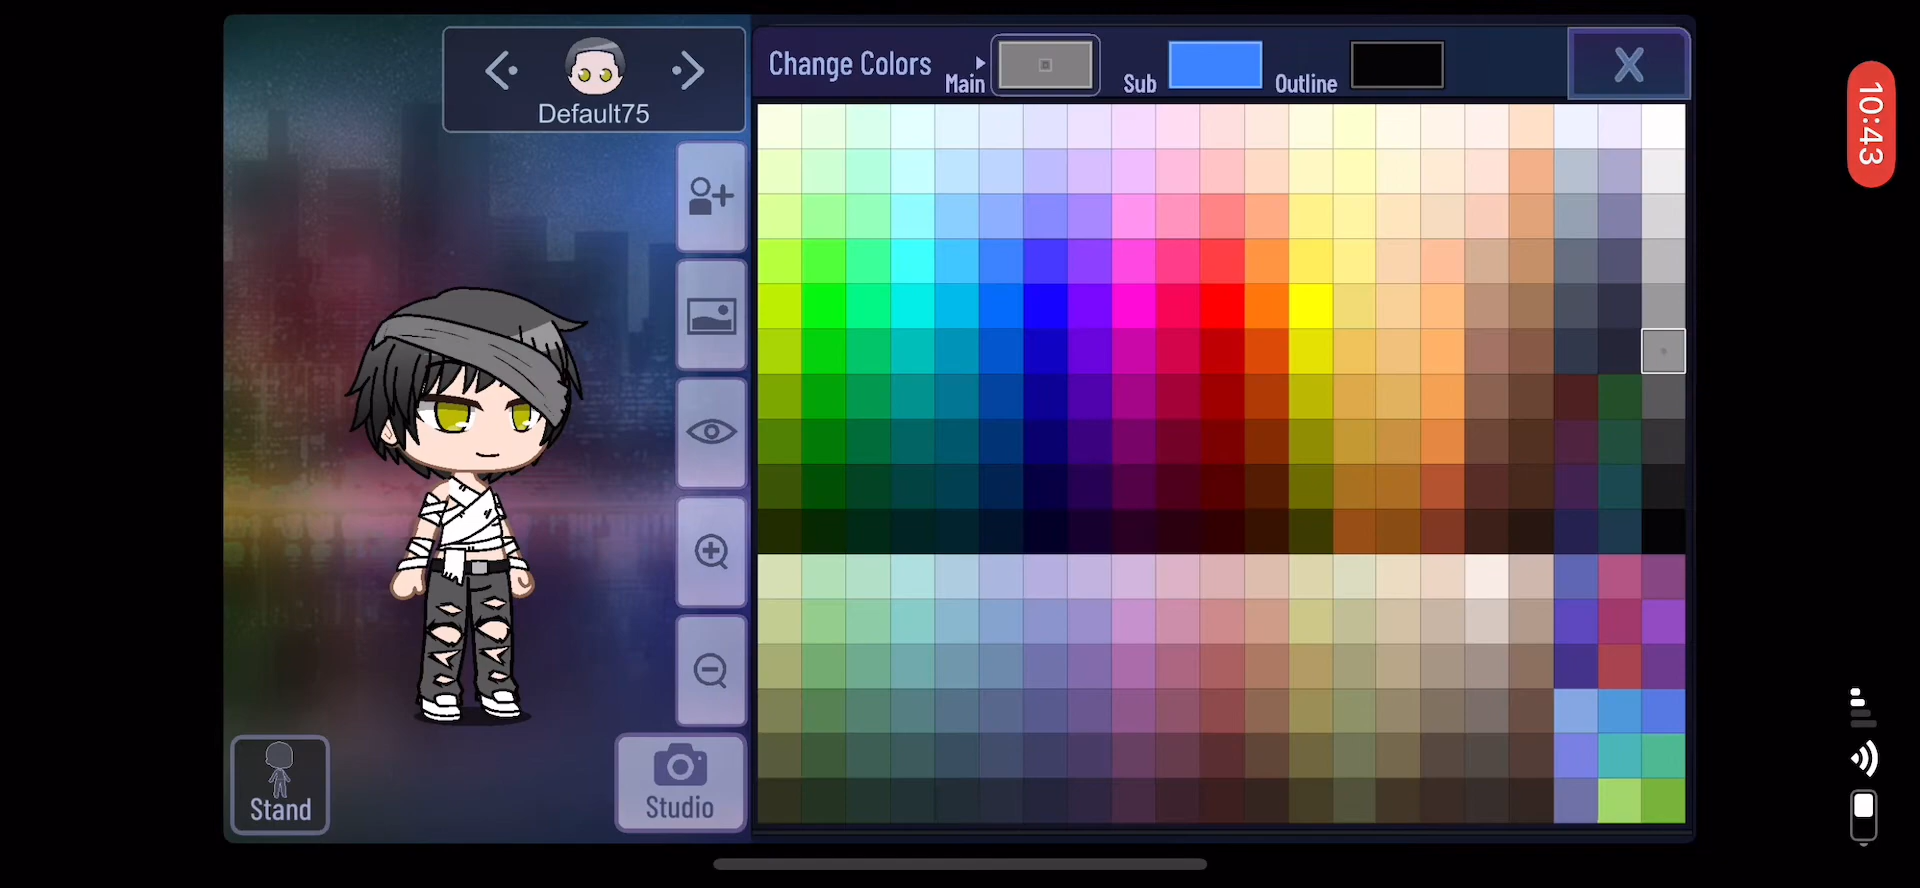 Default75
Change Colors
Main
Sub
Outline
X
10:43
Stand
Studio